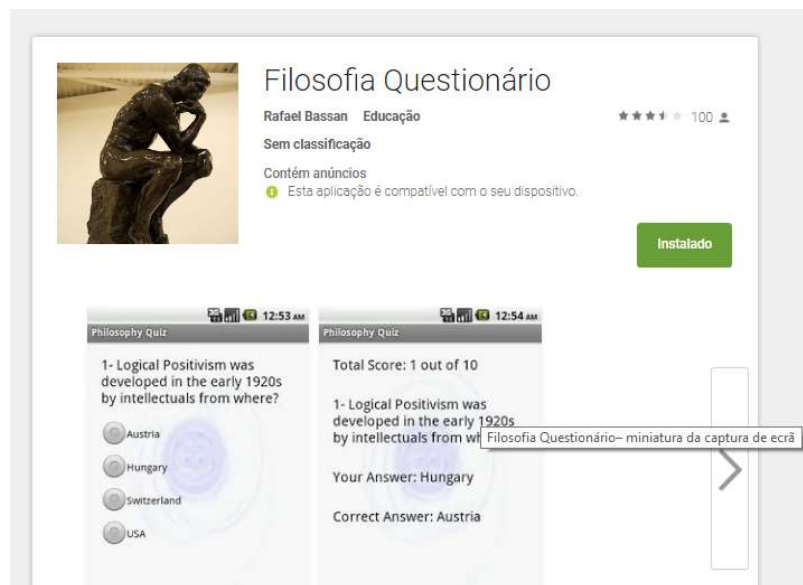 Filosofia Questionário
Rafael Bassan Educação 100
Sem classificação
Contém anúncios
Esta aplicação é compatível com o seu dispositivo.
Instalado
12:53 AM
Philosophy Quiz
1- Logical Positivism was
developed in the early 1920s
by intellectuals from where?
Austria
Hungary
Switzerland
USA
12:54 AM
Philosophy Quiz
Total Score: 1 out of 10
1- Logical Positivism was
developed in the early 1920s
by intellectuals from wh
Filosofia Questionário– miniatura da captura de ecrã
Your Answer: Hungary
Correct Answer: Austria